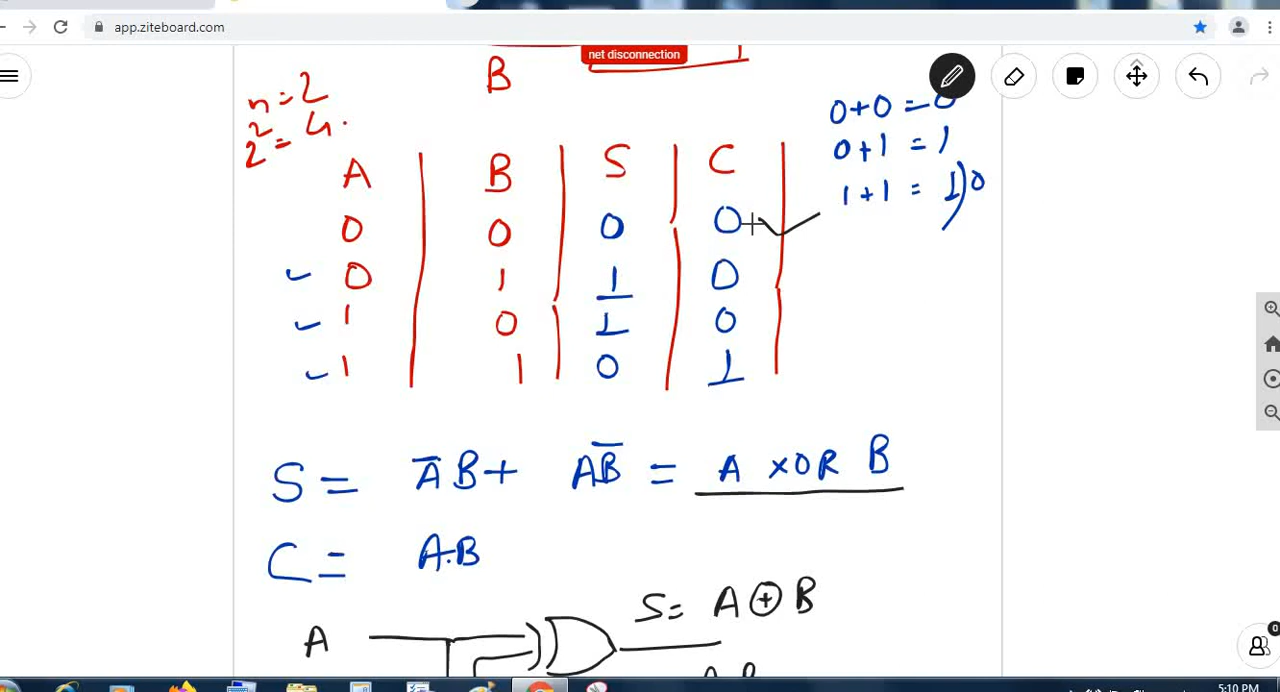 app.ziteboard.com
net disconnection
B
n=2
2² = 4.
0+0 = 0
0+1 = 1
1+1 = 1)0
A B S C
0 0 0 0
0 1 1 0
1 0 1 0
1 1 0 1
S = A̅B + AB̅ = A XOR B
C = A.B
S = A ⊕ B
A
0
5:10 PM